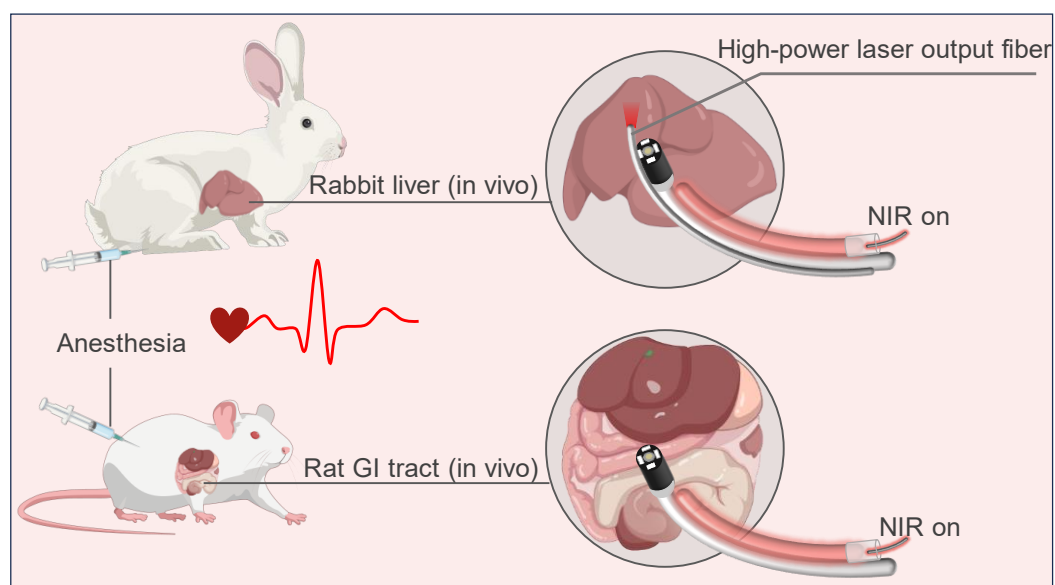 High-power laser output fiber
Rabbit liver (in vivo)
NIR on
Anesthesia
Rat GI tract (in vivo)
NIR on